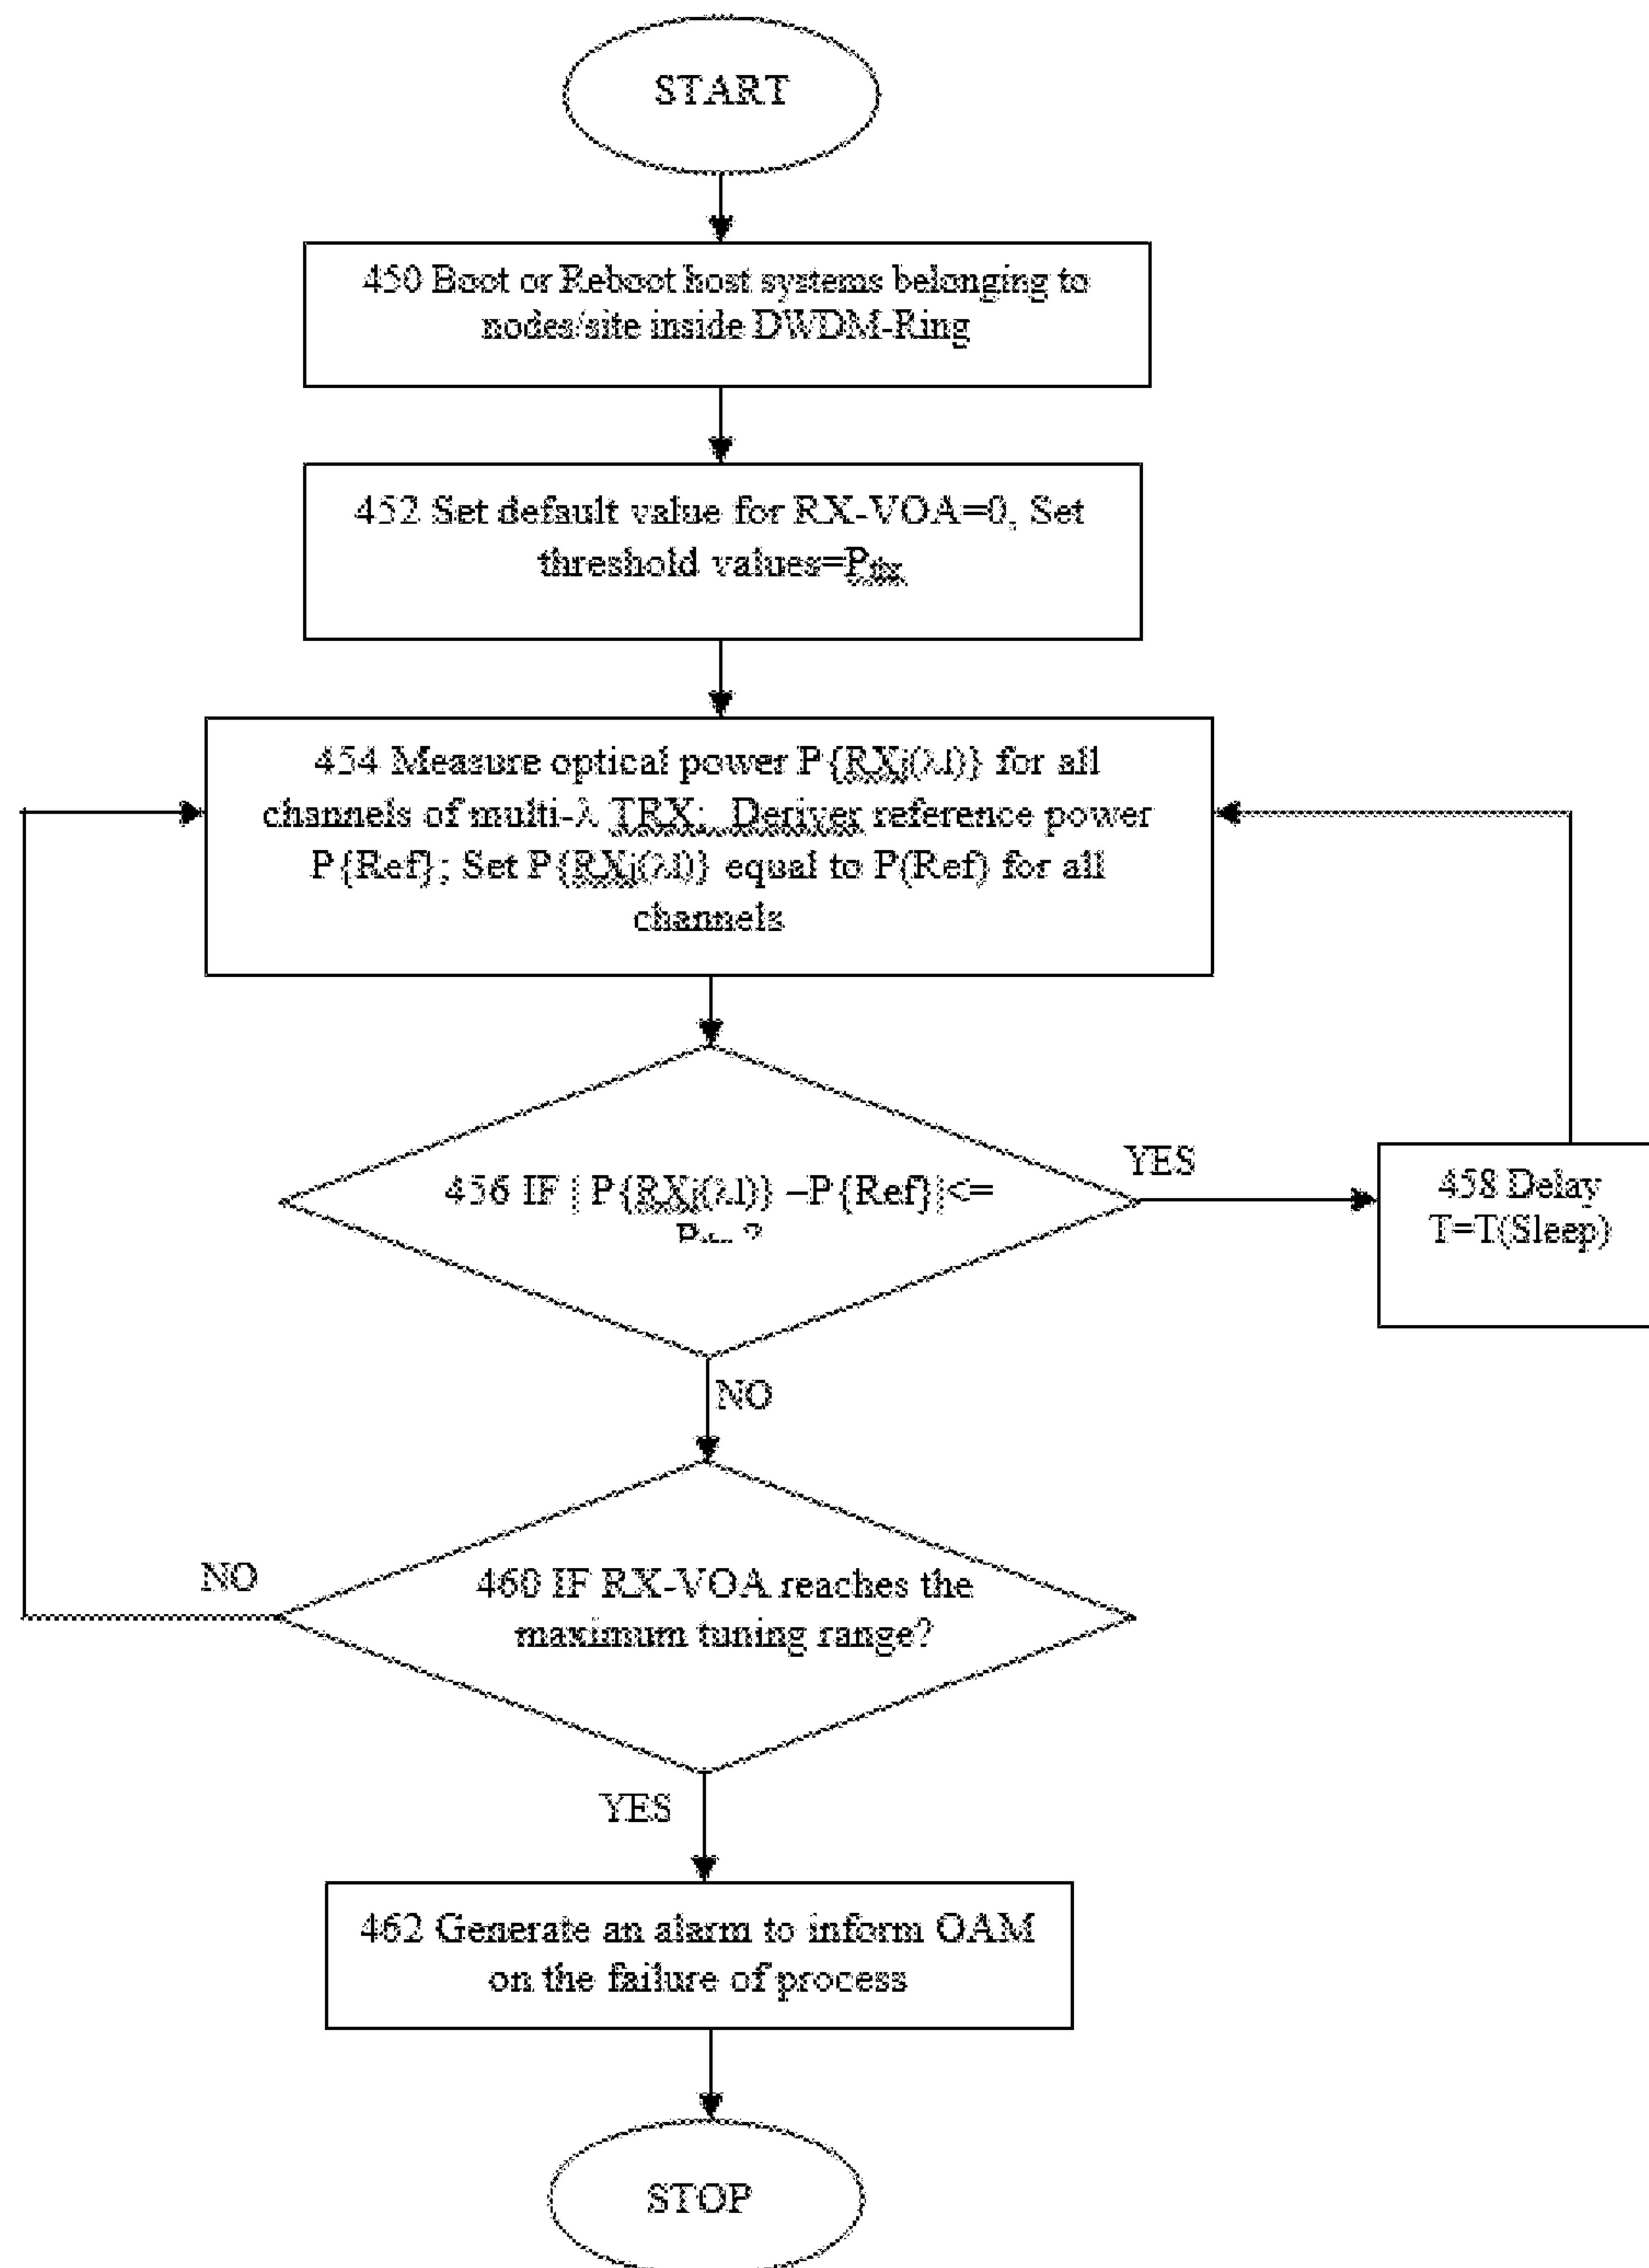 START
450 Boot or Reboot host systems belonging to
nodes/site inside DWDM-Ring
452 Set default value for RX-VOA=0, Set
threshold values=Pthx
454 Measure optical power P{RXj(λl)} for all
channels of multi-λ TRX; Deriver reference power
P{Ref}; Set P{RXj(λl)} equal to P(Ref) for all
channels
456 IF | P{RXj(λl)} –P{Ref}|<=
?
YES
458 Delay
T=T(Sleep)
NO
460 IF RX-VOA reaches the
maximum tuning range?
NO
YES
462 Generate an alarm to inform OAM
on the failure of process
STOP